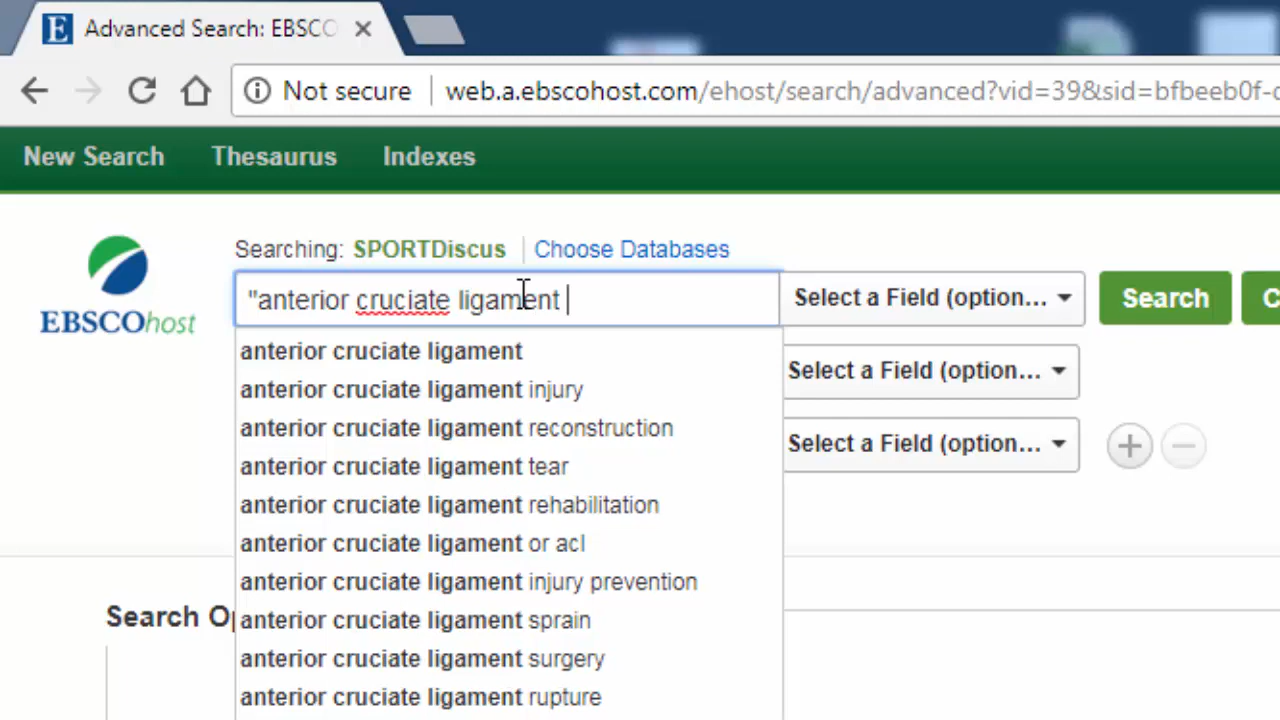 Advanced Search: EBSCO
Not secure web.a.ebscohost.com/ehost/search/advanced?vid=39&sid=bfbeeb0f-
New Search Thesaurus Indexes
Searching: SPORTDiscus Choose Databases
EBSCOhost
"anterior cruciate ligament Select a Field (option... Search
anterior cruciate ligament
Select a Field (option...
anterior cruciate ligament injury
anterior cruciate ligament reconstruction
Select a Field (option...
anterior cruciate ligament tear
anterior cruciate ligament rehabilitation
anterior cruciate ligament or acl
anterior cruciate ligament injury prevention
Search O
anterior cruciate ligament sprain
anterior cruciate ligament surgery
anterior cruciate ligament rupture